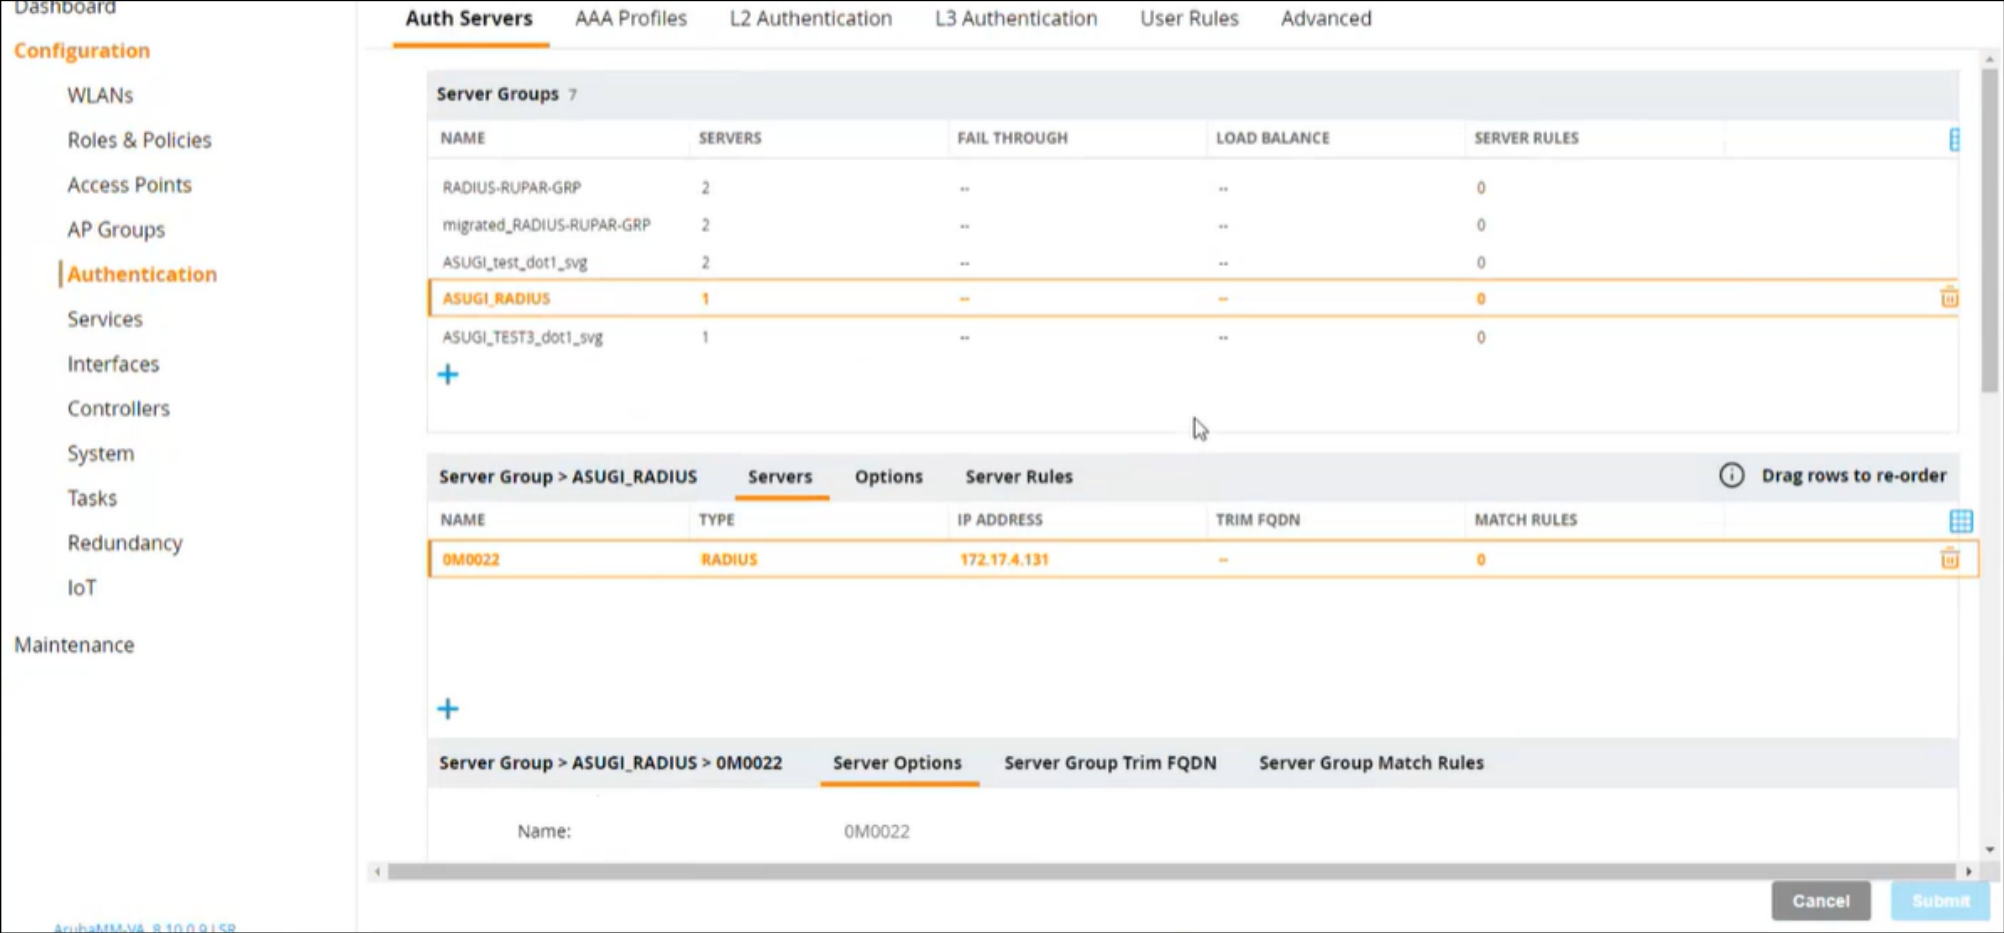 Dashboard
Configuration
WLANs
Roles & Policies
Access Points
AP Groups
Authentication
Services
Interfaces
Controllers
System
Tasks
Redundancy
IoT
Maintenance
ArubaMM-VA, 8.10.0.9 LSR
Auth Servers AAA Profiles L2 Authentication L3 Authentication User Rules Advanced
Server Groups 7
NAME SERVERS FAIL THROUGH LOAD BALANCE SERVER RULES
RADIUS-RUPAR-GRP 2 -- -- 0
migrated_RADIUS-RUPAR-GRP 2 -- -- 0
ASUGI_test_dot1_svg 2 -- -- 0
ASUGI_RADIUS 1 -- -- 0
ASUGI_TEST3_dot1_svg 1 -- -- 0
Server Group > ASUGI_RADIUS Servers Options Server Rules Drag rows to re-order
NAME TYPE IP ADDRESS TRIM FQDN MATCH RULES
0M0022 RADIUS 172.17.4.131 -- 0
Server Group > ASUGI_RADIUS > 0M0022 Server Options Server Group Trim FQDN Server Group Match Rules
Name: 0M0022
Cancel Submit